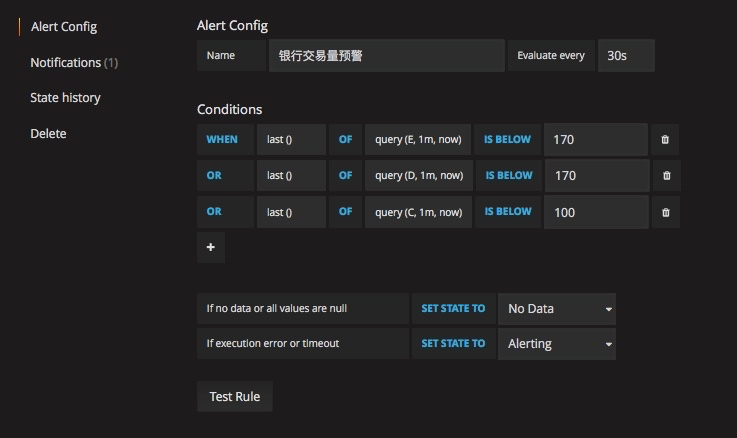 Alert Config
Notifications (1)
State history
Delete
Alert Config
Name 银行交易量预警 Evaluate every 30s
Conditions
WHEN last () OF query (E, 1m, now) IS BELOW 170
OR last () OF query (D, 1m, now) IS BELOW 170
OR last () OF query (C, 1m, now) IS BELOW 100
+
If no data or all values are null SET STATE TO No Data
If execution error or timeout SET STATE TO Alerting
Test Rule